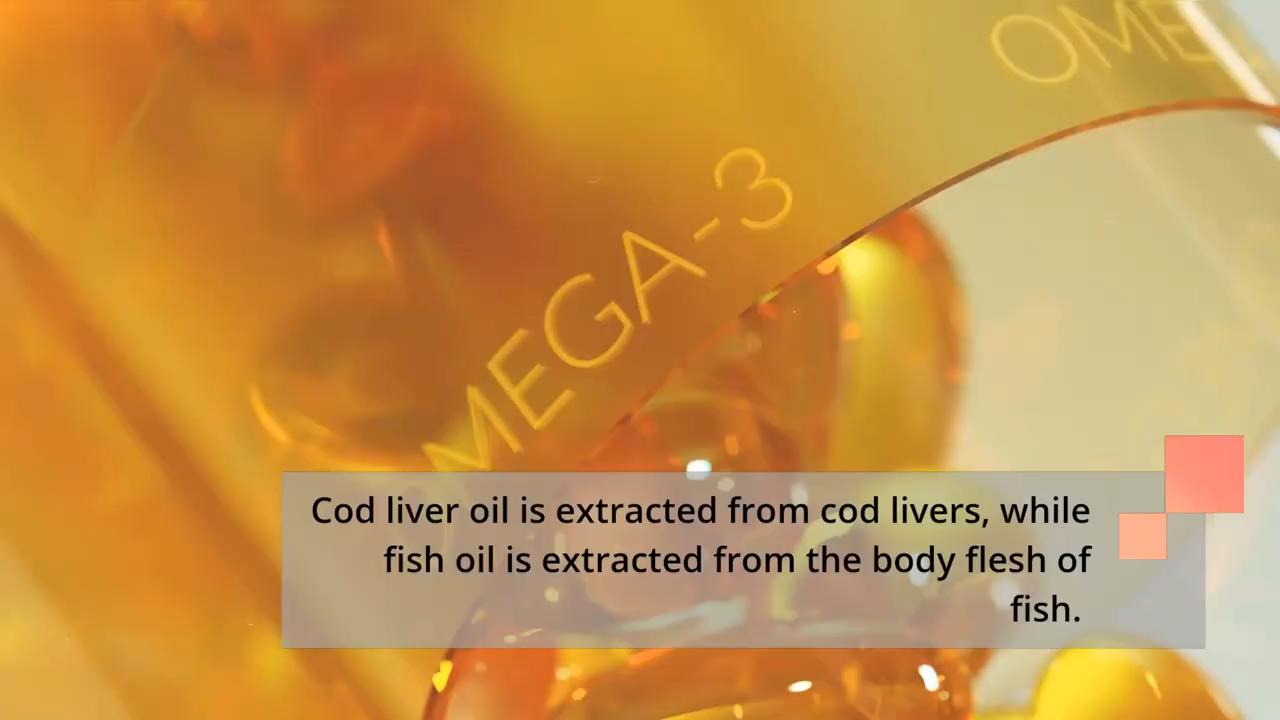 OME
MEGA-3
Cod liver oil is extracted from cod livers, while
fish oil is extracted from the body flesh of
fish.